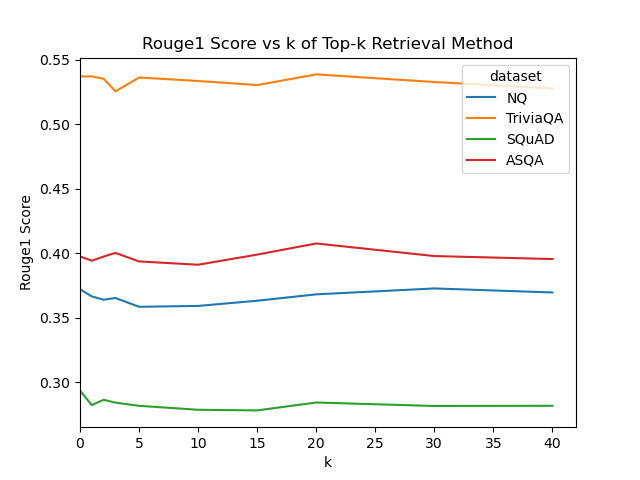 Rouge1 Score vs k of Top-k Retrieval Method
dataset
NQ
TriviaQA
SQuAD
ASQA
Rouge1 Score
0.55
0.50
0.45
0.40
0.35
0.30
0 5 10 15 20 25 30 35 40
k